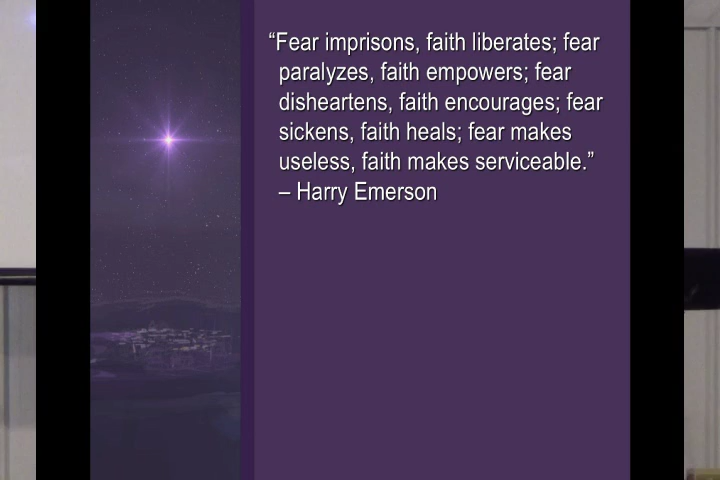 “Fear imprisons, faith liberates; fear
paralyzes, faith empowers; fear
disheartens, faith encourages; fear
sickens, faith heals; fear makes
useless, faith makes serviceable.”
– Harry Emerson